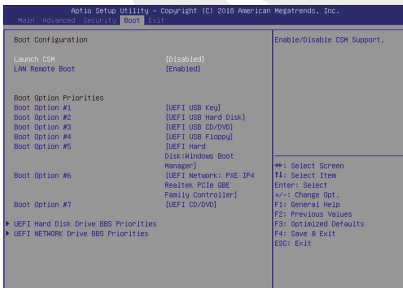 Aptio Setup Utility – Copyright (C) 2018 American Megatrends, Inc.
Main Advanced Security Boot Exit
Boot Configuration
Launch CSM [Disabled]
LAN Remote Boot [Enabled]
Boot Option Priorities
Boot Option #1 [UEFI USB Key]
Boot Option #2 [UEFI USB Hard Disk]
Boot Option #3 [UEFI USB CD/DVD]
Boot Option #4 [UEFI USB Floppy]
Boot Option #5 [UEFI Hard
Disk:Windows Boot
Manager]
Boot Option #6 [UEFI Network: PXE IP4
Realtek PCIe GBE
Family Controller]
Boot Option #7 [UEFI CD/DVD]
▶ UEFI Hard Disk Drive BBS Priorities
▶ UEFI NETWORK Drive BBS Priorities
Enable/Disable CSM Support.
↔: Select Screen
↑↓: Select Item
Enter: Select
+/-: Change Opt.
F1: General Help
F2: Previous Values
F3: Optimized Defaults
F4: Save & Exit
ESC: Exit